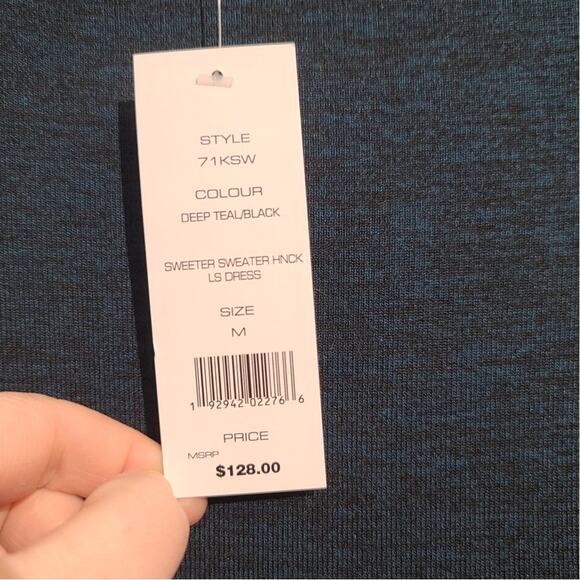 STYLE
71KSW
COLOUR
DEEP TEAL/BLACK
SWEETER SWEATER HNCK
LS DRESS
SIZE
M
1 92942 02276 6
PRICE
MSRP
$128.00